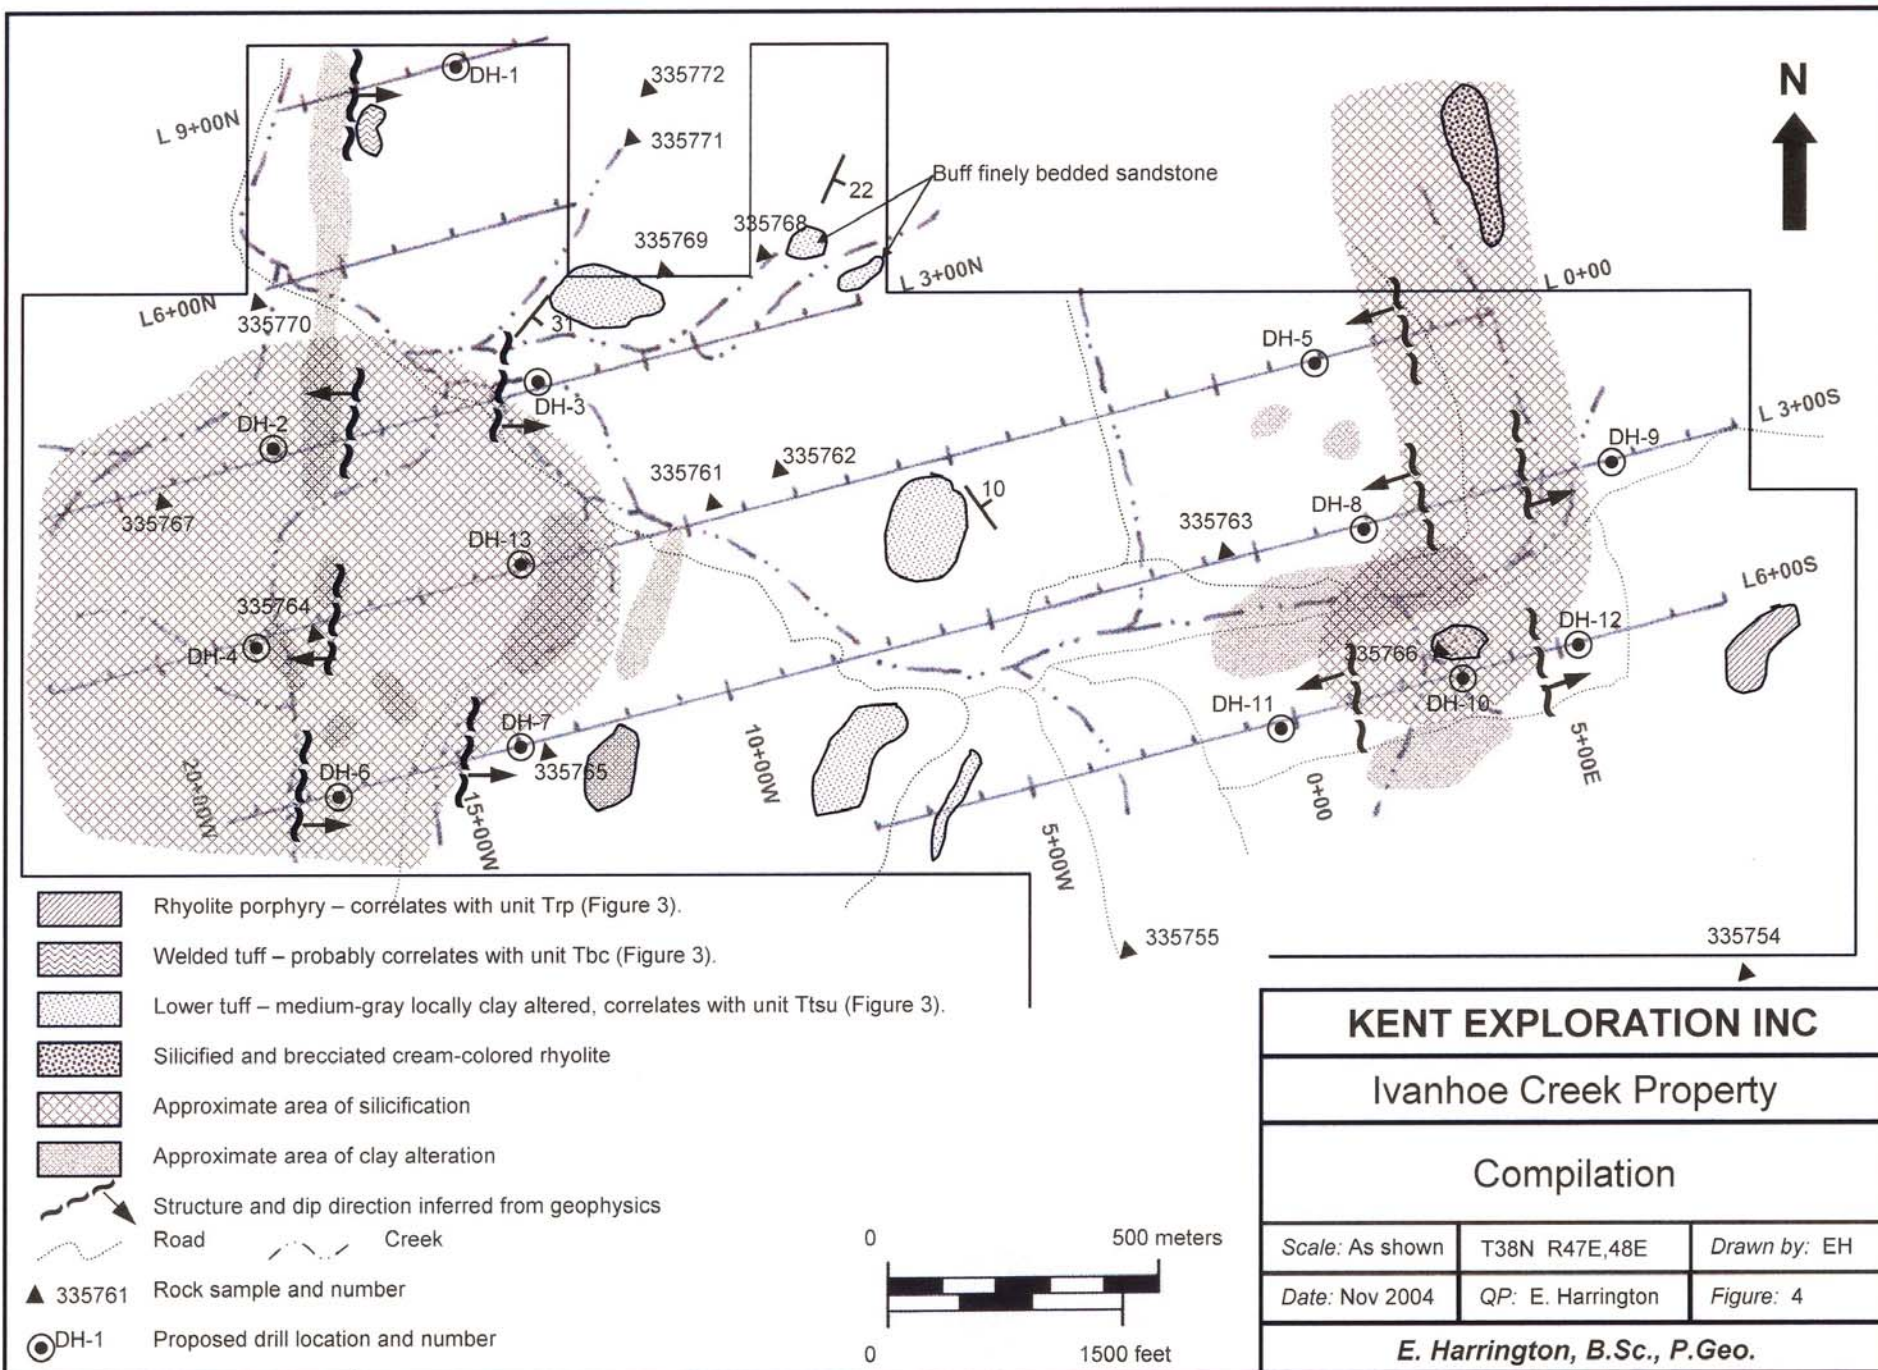 DH-1
335772
N
L 9+00N
335771
Buff finely bedded sandstone
22
335768
335769
L 3+00N
L 0+00
L6+00N
335770
31
DH-5
DH-3
L 3+00S
DH-2
DH-9
335761
335762
10
DH-8
335767
335763
DH-13
L6+00S
335764
DH-12
DH-4
335766
DH-10
DH-11
DH-7
335765
5+00E
10+00W
0+00
20+00W
DH-6
15+00W
5+00W
335755
335754
Rhyolite porphyry – correlates with unit Trp (Figure 3).
Welded tuff – probably correlates with unit Tbc (Figure 3).
Lower tuff – medium-gray locally clay altered, correlates with unit Ttsu (Figure 3).
Silicified and brecciated cream-colored rhyolite
Approximate area of silicification
Approximate area of clay alteration
Structure and dip direction inferred from geophysics
Road
Creek
335761
Rock sample and number
DH-1
Proposed drill location and number
0
500 meters
0
1500 feet
KENT EXPLORATION INC
Ivanhoe Creek Property
Compilation
Scale: As shown
T38N R47E,48E
Drawn by: EH
Date: Nov 2004
QP: E. Harrington
Figure: 4
E. Harrington, B.Sc., P.Geo.